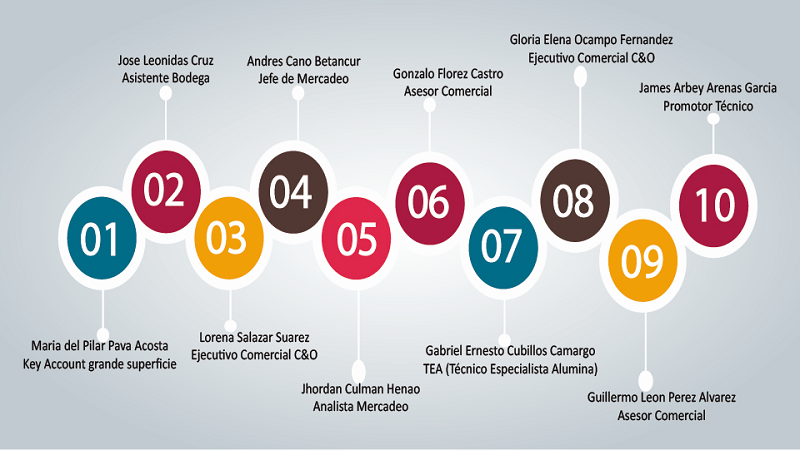 01
Maria del Pilar Pava Acosta
Key Account grande superficie
02
Jose Leonidas Cruz
Asistente Bodega
03
Lorena Salazar Suarez
Ejecutivo Comercial C&O
04
Andres Cano Betancur
Jefe de Mercadeo
05
Jhordan Culman Henao
Analista Mercadeo
06
Gonzalo Florez Castro
Asesor Comercial
07
Gabriel Ernesto Cubillos Camargo
TEA (Técnico Especialista Alumina)
08
Gloria Elena Ocampo Fernandez
Ejecutivo Comercial C&O
09
Guillermo Leon Perez Alvarez
Asesor Comercial
10
James Arbey Arenas Garcia
Promotor Técnico